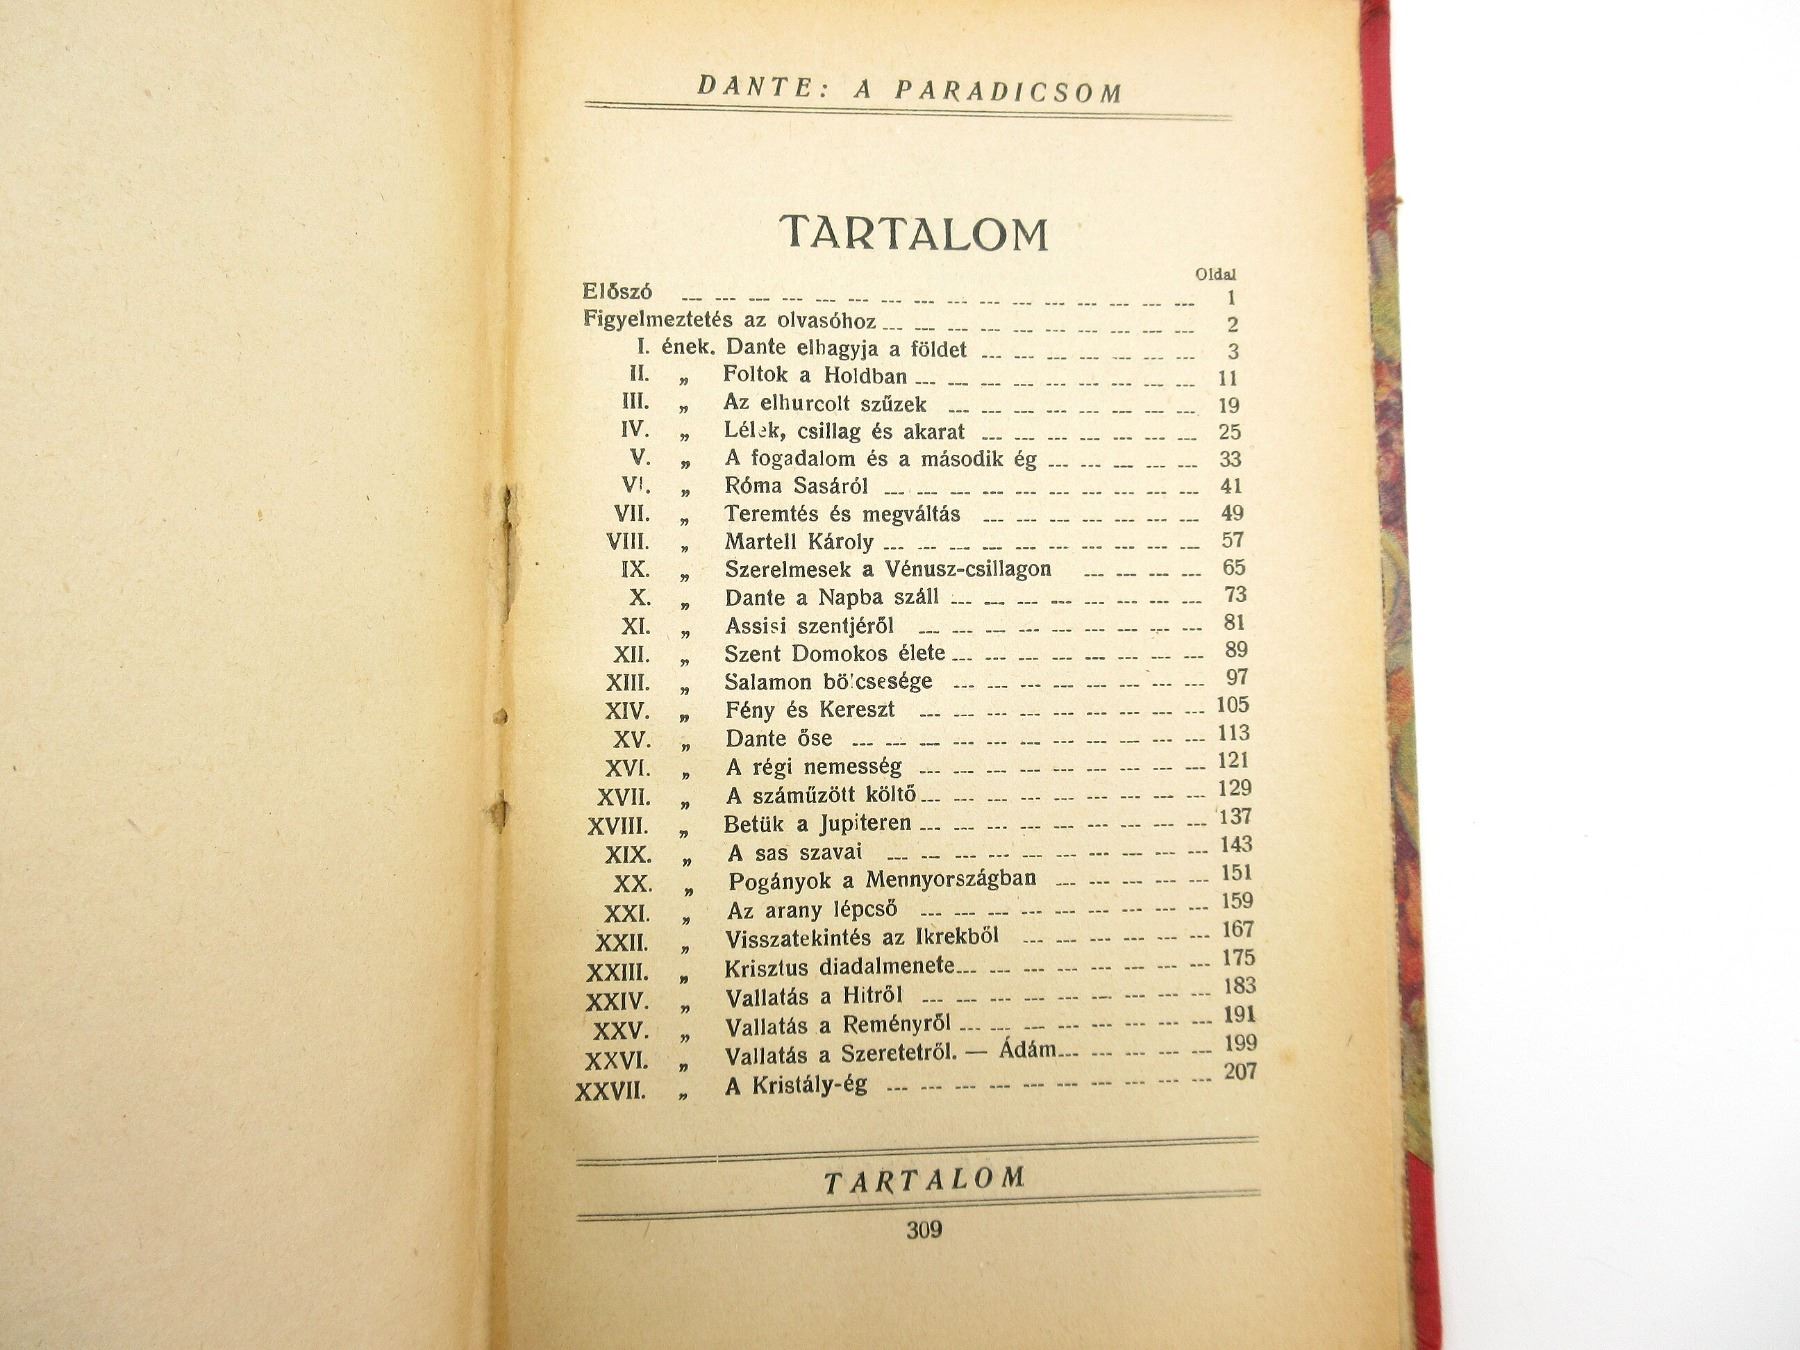 DANTE: A PARADICSOM
TARTALOM
Oldal
Előszó 1
Figyelmeztetés az olvasóhoz 2
I. ének. Dante elhagyja a földet 3
II. „ Foltok a Holdban 11
III. „ Az elhurcolt szűzek 19
IV. „ Lélek, csillag és akarat 25
V. „ A fogadalom és a második ég 33
VI. „ Róma Sasáról 41
VII. „ Teremtés és megváltás 49
VIII. „ Martell Károly 57
IX. „ Szerelmesek a Vénusz-csillagon 65
X. „ Dante a Napba száll 73
XI. „ Assisi szentjéről 81
XII. „ Szent Domokos élete 89
XIII. „ Salamon bölcsesége 97
XIV. „ Fény és Kereszt 105
XV. „ Dante őse 113
XVI. „ A régi nemesség 121
XVII. „ A száműzött költő 129
XVIII. „ Betük a Jupiteren 137
XIX. „ A sas szavai 143
XX. „ Pogányok a Mennyországban 151
XXI. „ Az arany lépcső 159
XXII. „ Visszatekintés az Ikrekből 167
XXIII. „ Krisztus diadalmenete 175
XXIV. „ Vallatás a Hitről 183
XXV. „ Vallatás a Reményről 191
XXVI. „ Vallatás a Szeretetről. — Ádám 199
XXVII. „ A Kristály-ég 207
TARTALOM
309